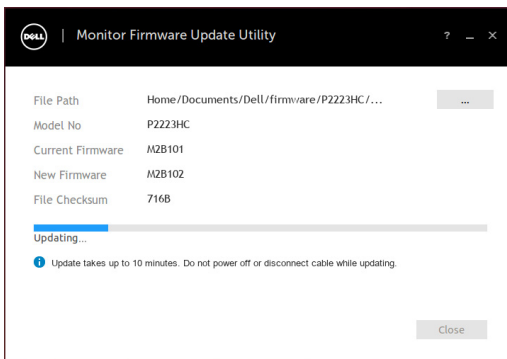 DELL | Monitor Firmware Update Utility ? _ ×
File Path Home/Documents/Dell/firmware/P2223HC/... ...
Model No P2223HC
Current Firmware M2B101
New Firmware M2B102
File Checksum 716B
Updating...
i Update takes up to 10 minutes. Do not power off or disconnect cable while updating.
Close